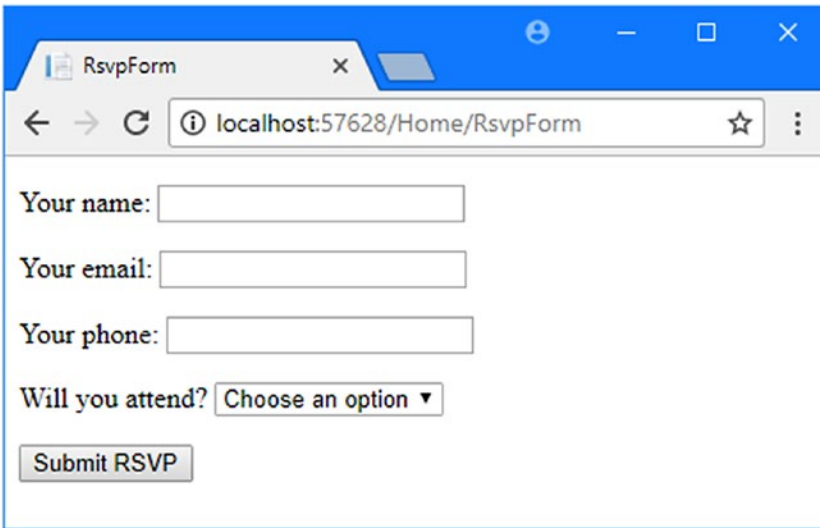 RsvpForm
localhost:57628/Home/RsvpForm
Your name:
Your email:
Your phone:
Will you attend? Choose an option
Submit RSVP